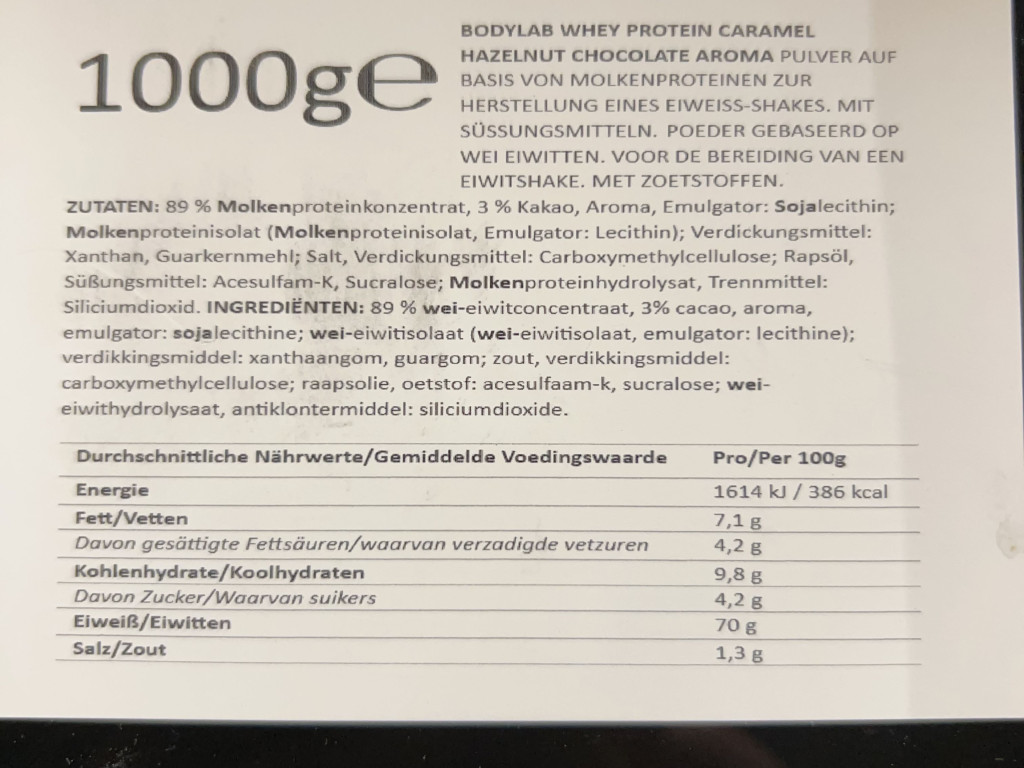 1000g℮
BODYLAB WHEY PROTEIN CARAMEL
HAZELNUT CHOCOLATE AROMA PULVER AUF
BASIS VON MOLKENPROTEINEN ZUR
HERSTELLUNG EINES EIWEISS-SHAKES. MIT
SÜSSUNGSMITTELN. POEDER GEBASEERD OP
WEI EIWITTEN. VOOR DE BEREIDING VAN EEN
EIWITSHAKE. MET ZOETSTOFFEN.
ZUTATEN: 89 % Molkenproteinkonzentrat, 3 % Kakao, Aroma, Emulgator: Sojalecithin;
Molkenproteinisolat (Molkenproteinisolat, Emulgator: Lecithin); Verdickungsmittel:
Xanthan, Guarkernmehl; Salt, Verdickungsmittel: Carboxymethylcellulose; Rapsöl,
Süßungsmittel: Acesulfam-K, Sucralose; Molkenproteinhydrolysat, Trennmittel:
Siliciumdioxid. INGREDIËNTEN: 89 % wei-eiwitconcentraat, 3% cacao, aroma,
emulgator: sojalecithine; wei-eiwitisolaat (wei-eiwitisolaat, emulgator: lecithine);
verdikkingsmiddel: xanthaangom, guargom; zout, verdikkingsmiddel:
carboxymethylcellulose; raapsolie, oetstof: acesulfaam-k, sucralose; wei-
eiwithydrolysaat, antiklontermiddel: siliciumdioxide.
Durchschnittliche Nährwerte/Gemiddelde Voedingswaarde Pro/Per 100g
Energie 1614 kJ / 386 kcal
Fett/Vetten 7,1 g
Davon gesättigte Fettsäuren/waarvan verzadigde vetzuren 4,2 g
Kohlenhydrate/Koolhydraten 9,8 g
Davon Zucker/Waarvan suikers 4,2 g
Eiweiß/Eiwitten 70 g
Salz/Zout 1,3 g